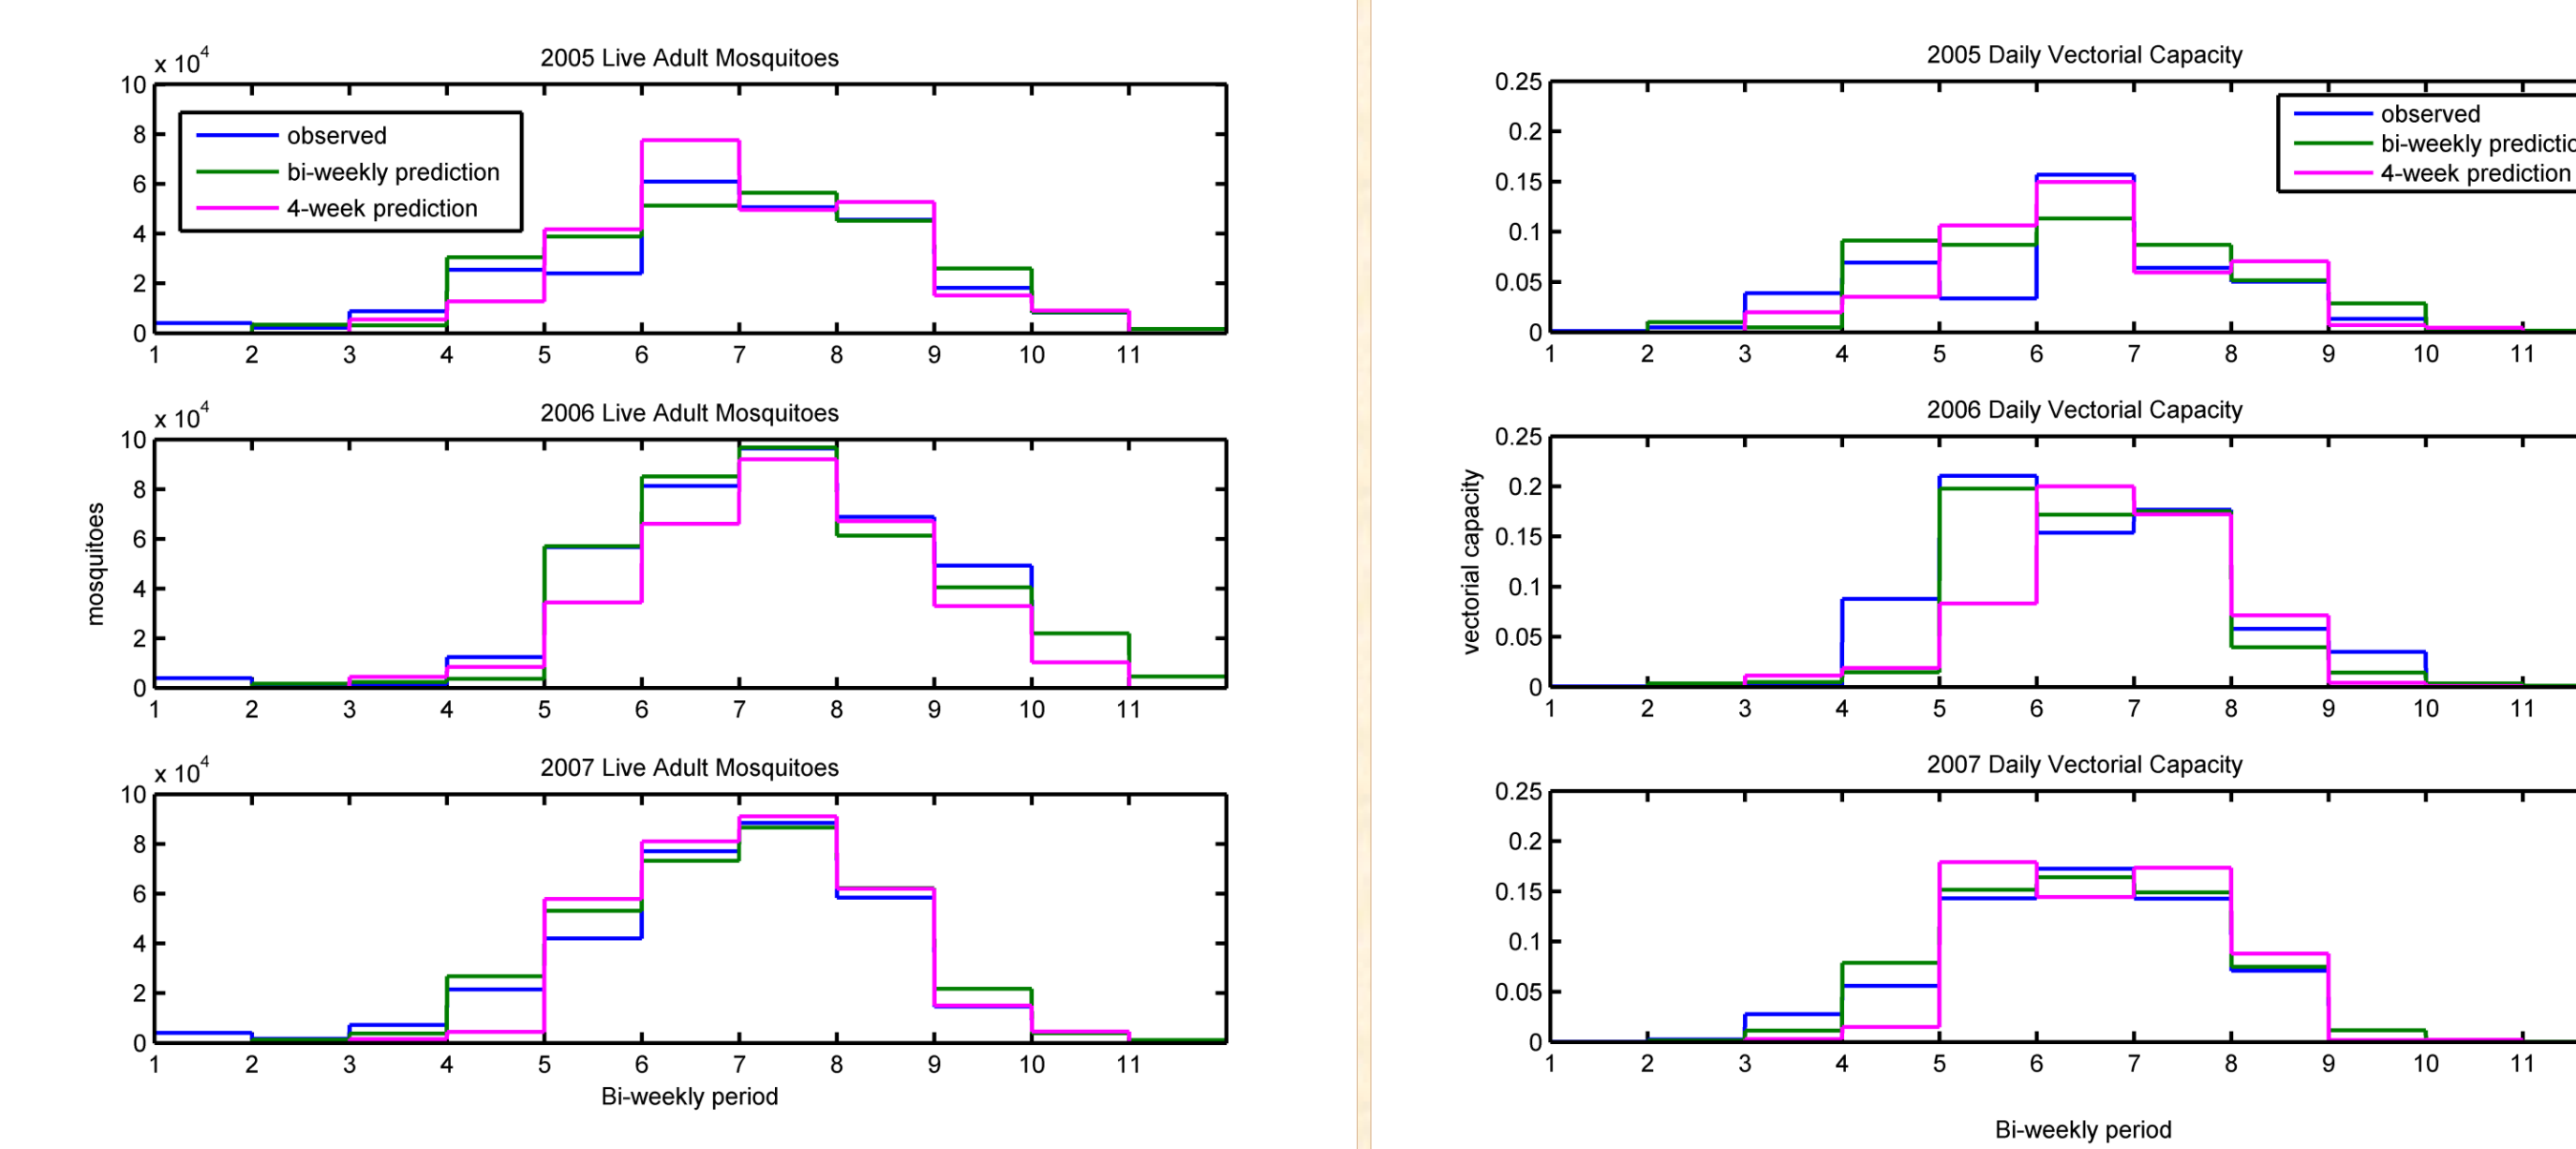 2005 Live Adult Mosquitoes
x 10^4
10
8
6
4
2
0
observed
bi-weekly prediction
4-week prediction
1 2 3 4 5 6 7 8 9 10 11
2006 Live Adult Mosquitoes
x 10^4
10
8
6
4
2
0
mosquitoes
1 2 3 4 5 6 7 8 9 10 11
2007 Live Adult Mosquitoes
x 10^4
10
8
6
4
2
0
1 2 3 4 5 6 7 8 9 10 11
Bi-weekly period
2005 Daily Vectorial Capacity
0.25
0.2
0.15
0.1
0.05
0
observed
bi-weekly predictio
4-week prediction
1 2 3 4 5 6 7 8 9 10 11
2006 Daily Vectorial Capacity
0.25
0.2
0.15
0.1
0.05
0
vectorial capacity
1 2 3 4 5 6 7 8 9 10 11
2007 Daily Vectorial Capacity
0.25
0.2
0.15
0.1
0.05
0
1 2 3 4 5 6 7 8 9 10 11
Bi-weekly period